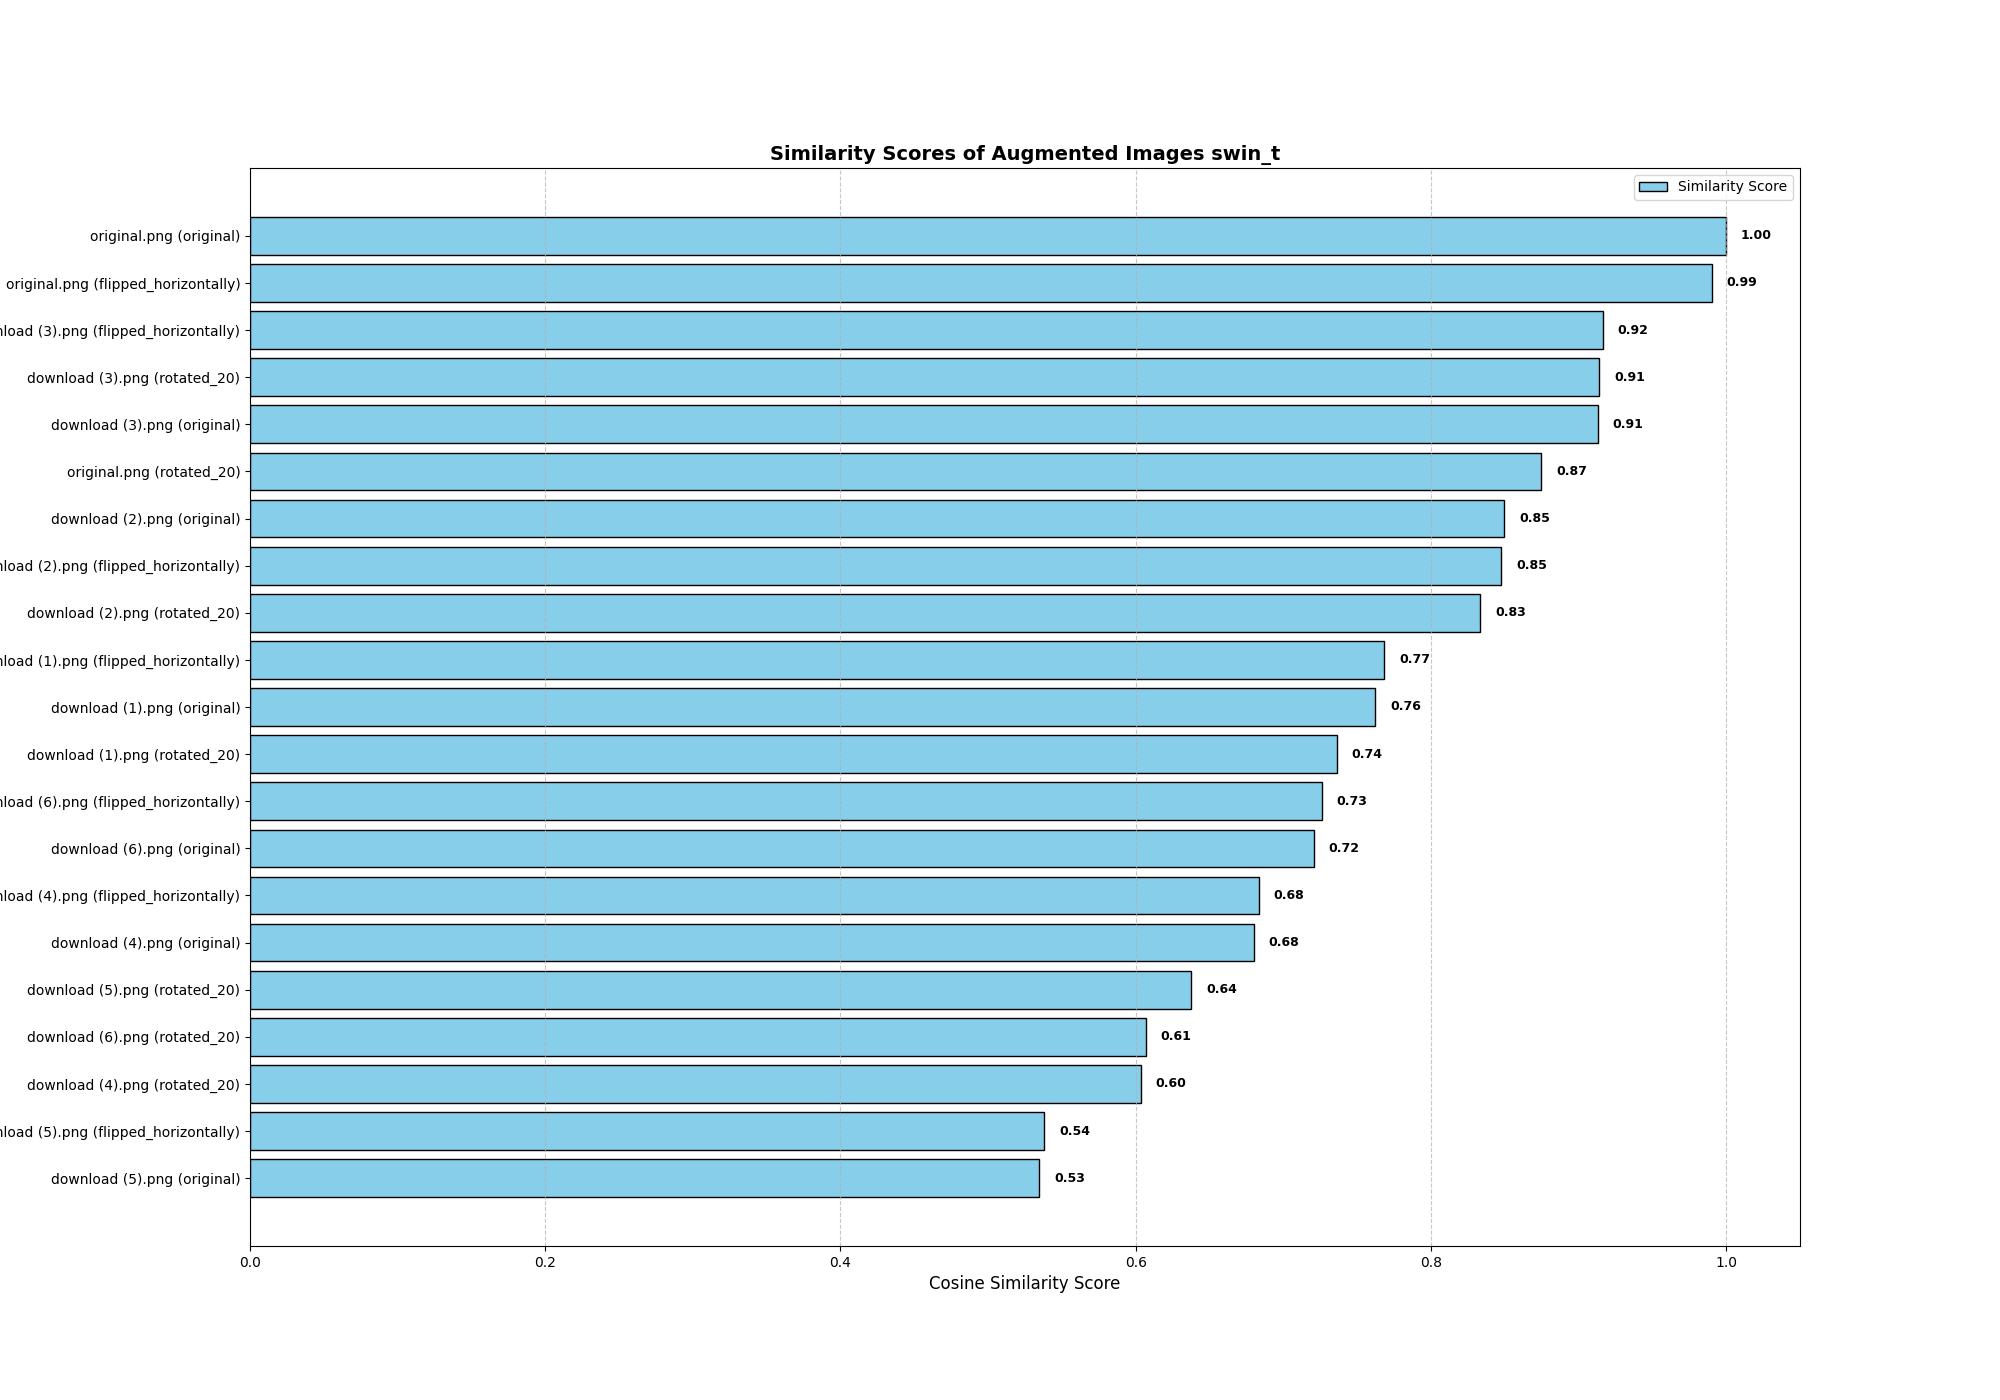 Similarity Scores of Augmented Images swin_t
Similarity Score
original.png (original)
1.00
original.png (flipped_horizontally)
0.99
load (3).png (flipped_horizontally)
0.92
download (3).png (rotated_20)
0.91
download (3).png (original)
0.91
original.png (rotated_20)
0.87
download (2).png (original)
0.85
load (2).png (flipped_horizontally)
0.85
download (2).png (rotated_20)
0.83
load (1).png (flipped_horizontally)
0.77
download (1).png (original)
0.76
download (1).png (rotated_20)
0.74
load (6).png (flipped_horizontally)
0.73
download (6).png (original)
0.72
load (4).png (flipped_horizontally)
0.68
download (4).png (original)
0.68
download (5).png (rotated_20)
0.64
download (6).png (rotated_20)
0.61
download (4).png (rotated_20)
0.60
load (5).png (flipped_horizontally)
0.54
download (5).png (original)
0.53
0.0 0.2 0.4 0.6 0.8 1.0
Cosine Similarity Score